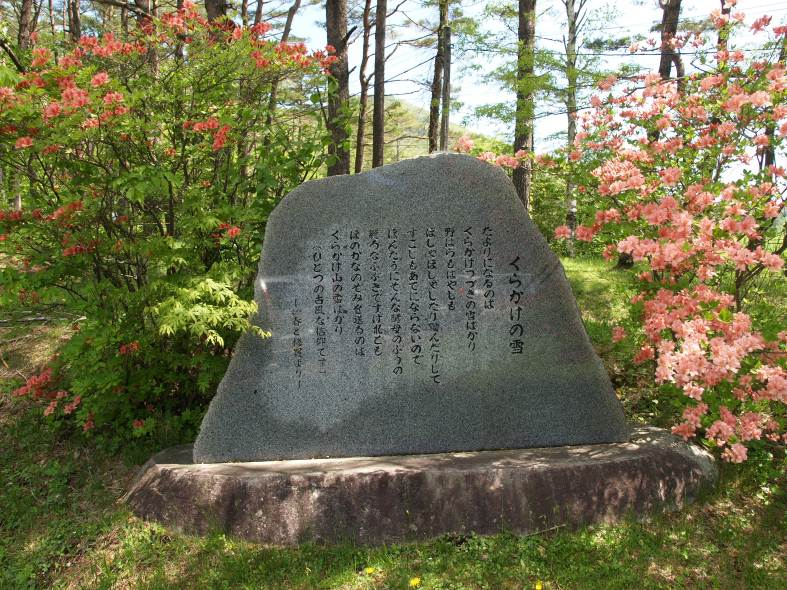 くらかけの雪
たよりになるのは
くらかけつづきの雪ばかり
野はらもはやしも
ぽしゃぽしゃしたり黝んだりして
すこしもあてにならないので
ほんたうにそんな酵母のふうの
朧ろなふぶきですけれども
ほのかなのぞみを送るのは
くらかけ山の雪ばかり
(ひとつの古風な信仰です)
―春と修羅より―